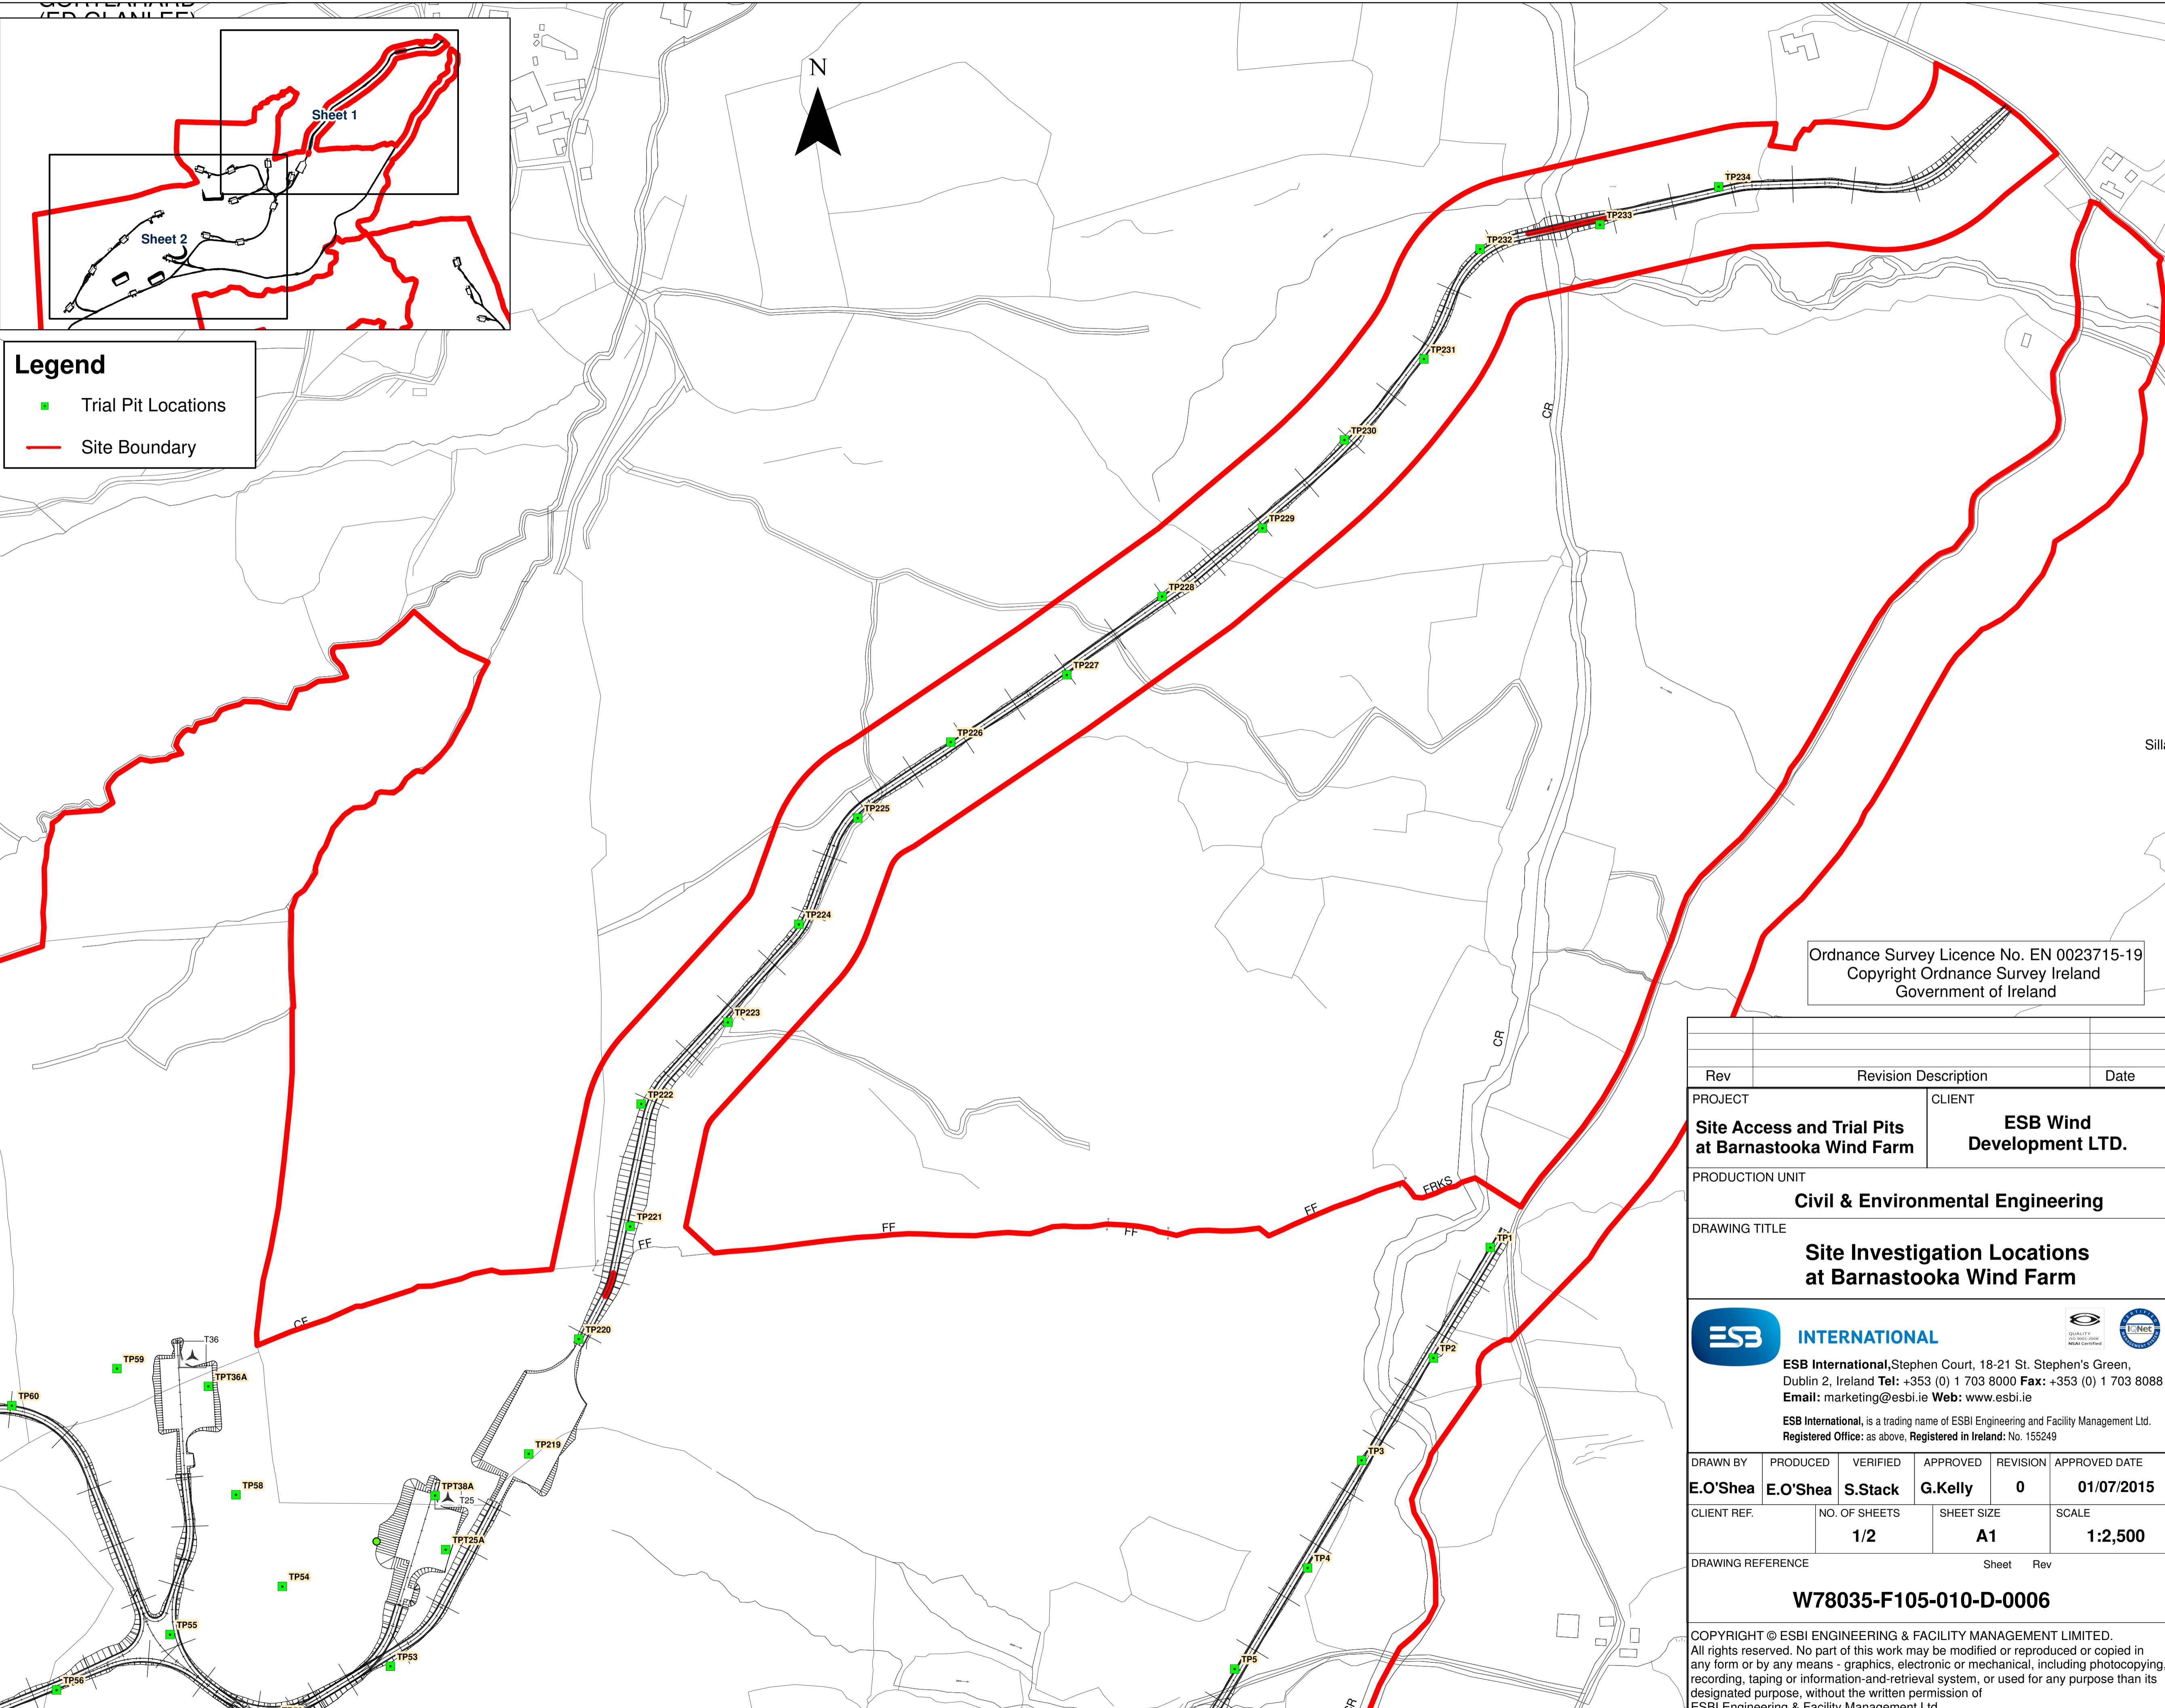 Sheet 1
Sheet 2
Legend
Trial Pit Locations
Site Boundary
N
TP234
TP233
TP232
TP231
CR
TP230
TP229
TP228
TP227
TP226
TP225
TP224
TP223
TP222
TP221
FF
FF
FF
FF
FRKS
CR
CF
TP220
TP1
TP2
TP3
TP4
TP5
T36
TP59
TPT36A
TP60
TP219
TP58
TPT38A
T25
TPT25A
TP54
TP55
TP53
TP56
Ordnance Survey Licence No. EN 0023715-19
Copyright Ordnance Survey Ireland
Government of Ireland
Rev Revision Description Date
PROJECT
Site Access and Trial Pits
at Barnastooka Wind Farm
CLIENT
ESB Wind
Development LTD.
PRODUCTION UNIT
Civil & Environmental Engineering
DRAWING TITLE
Site Investigation Locations
at Barnastooka Wind Farm
ESB INTERNATIONAL
QUALITY
NSAI Certified
IQNet
ESB International,Stephen Court, 18-21 St. Stephen's Green,
Dublin 2, Ireland Tel: +353 (0) 1 703 8000 Fax: +353 (0) 1 703 8088
Email: marketing@esbi.ie Web: www.esbi.ie
ESB International, is a trading name of ESBI Engineering and Facility Management Ltd.
Registered Office: as above, Registered in Ireland: No. 155249
DRAWN BY PRODUCED VERIFIED APPROVED REVISION APPROVED DATE
E.O'Shea E.O'Shea S.Stack G.Kelly 0 01/07/2015
CLIENT REF. NO. OF SHEETS SHEET SIZE SCALE
1/2 A1 1:2,500
DRAWING REFERENCE Sheet Rev
W78035-F105-010-D-0006
COPYRIGHT © ESBI ENGINEERING & FACILITY MANAGEMENT LIMITED.
All rights reserved. No part of this work may be modified or reproduced or copied in
any form or by any means - graphics, electronic or mechanical, including photocopying,
recording, taping or information-and-retrieval system, or used for any purpose than its
designated purpose, without the written permission of
ESBI Engineering & Facility Management Ltd.